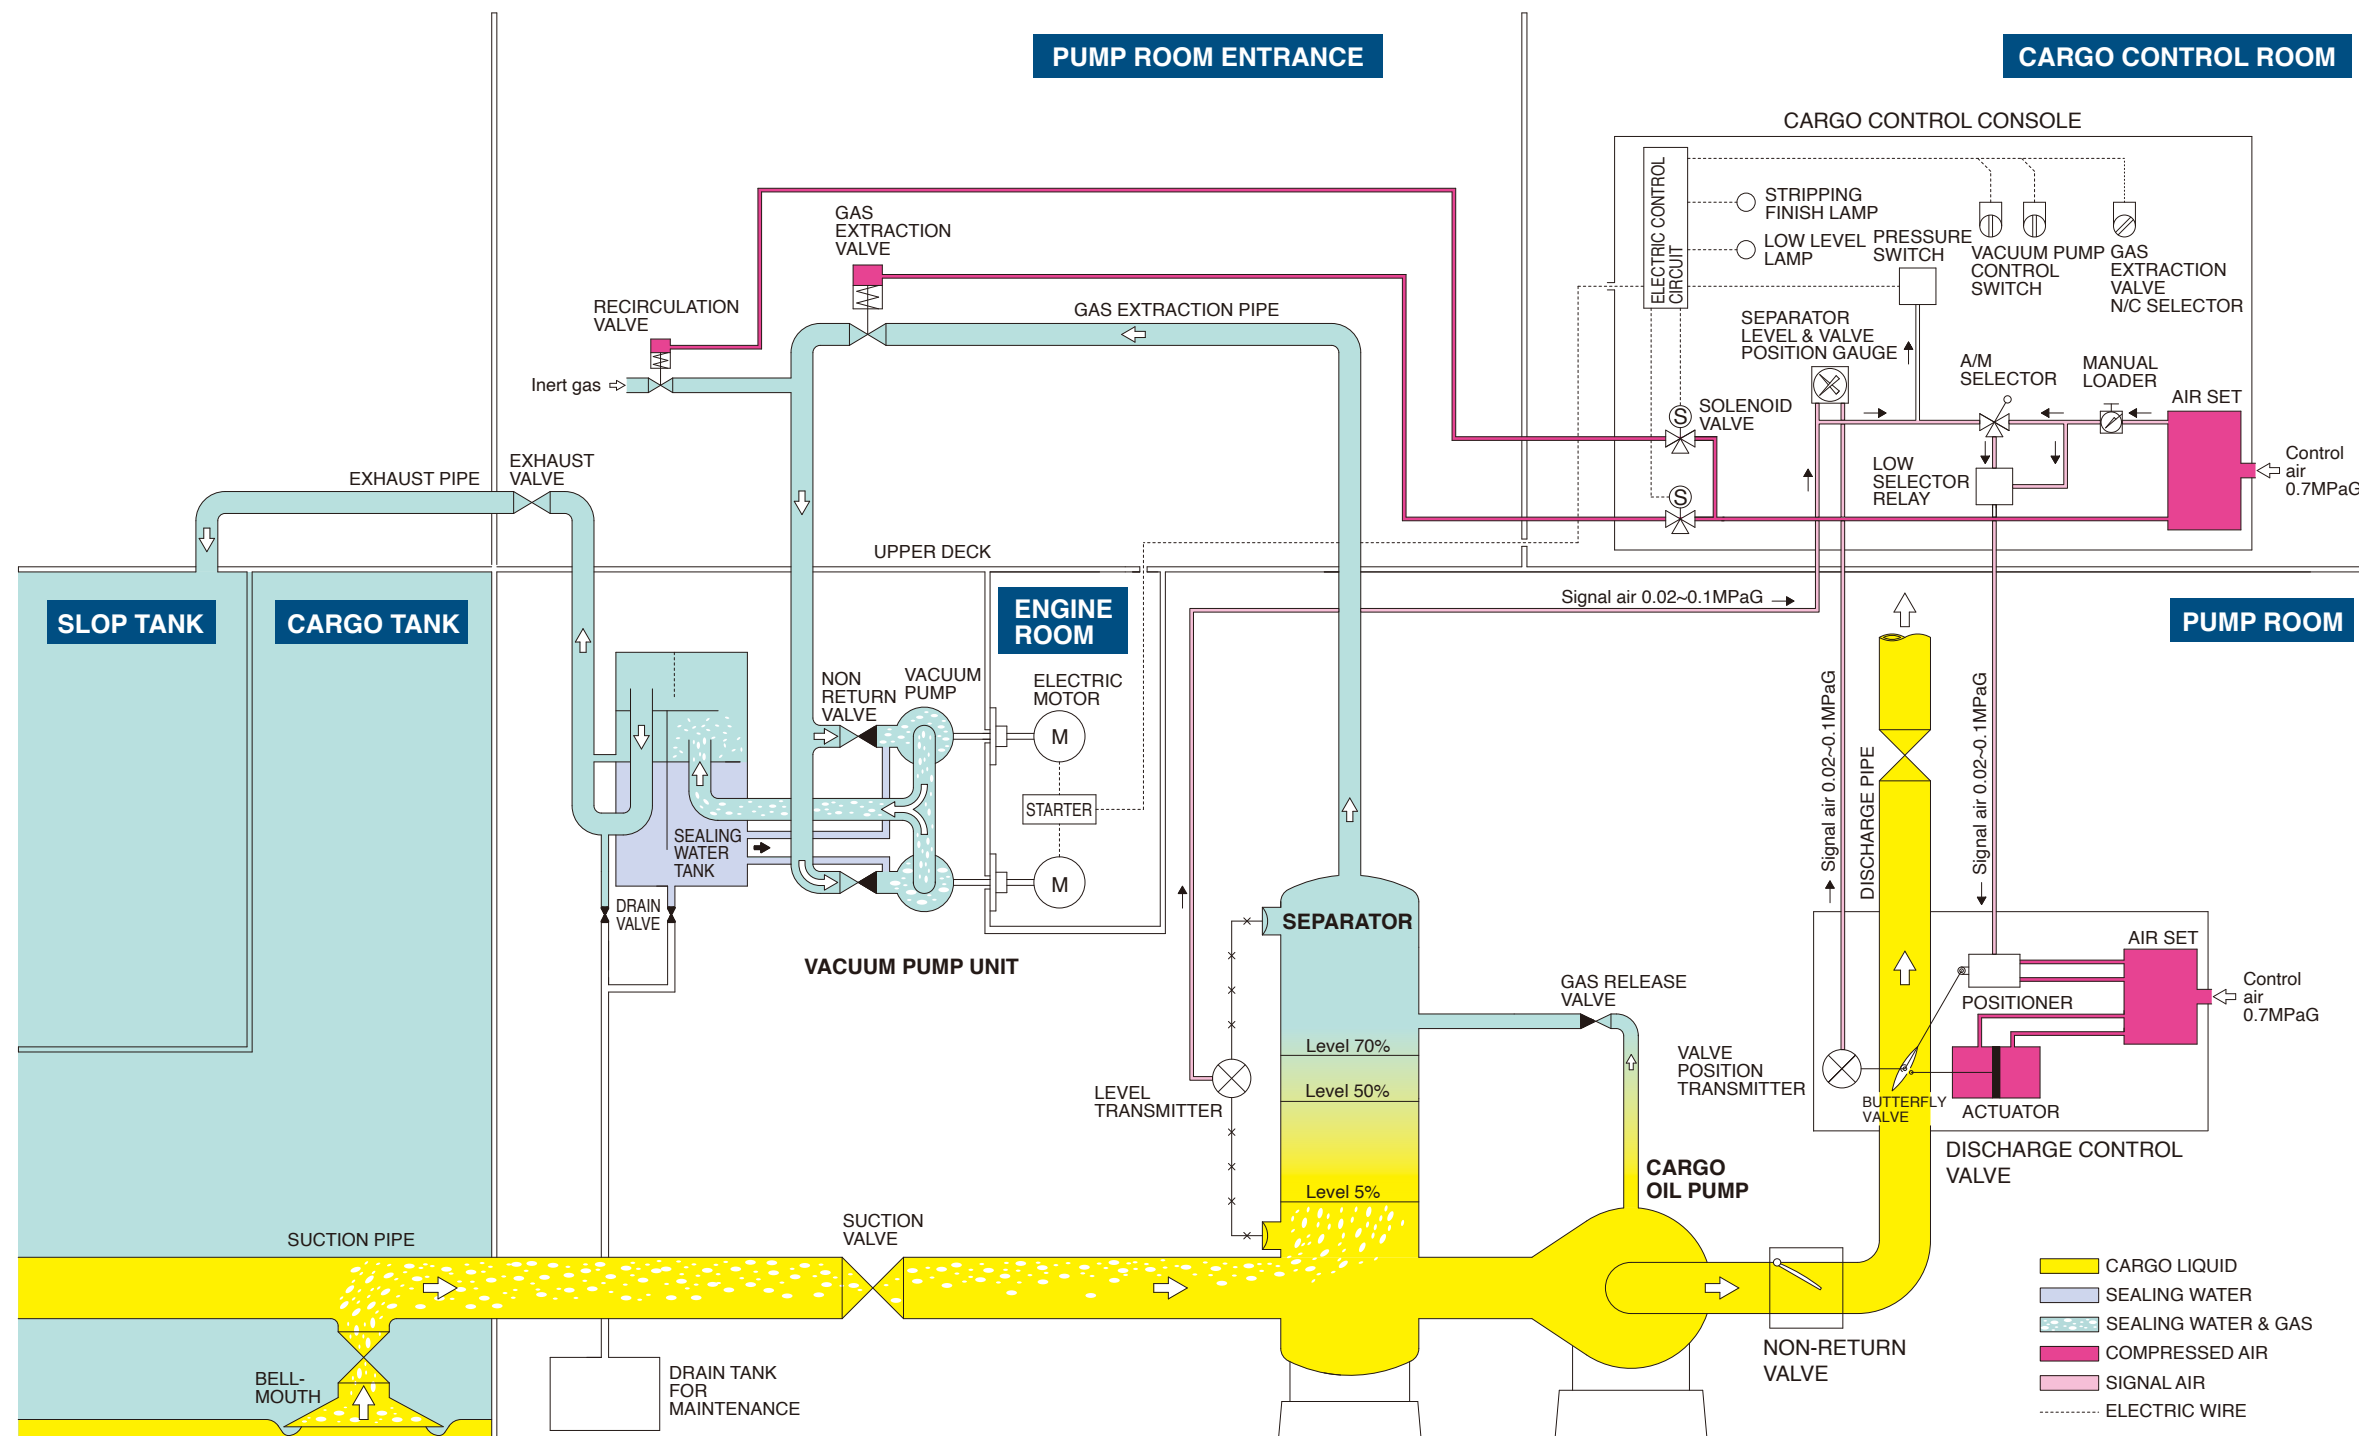 PUMP ROOM ENTRANCE
CARGO CONTROL ROOM
CARGO CONTROL CONSOLE
ELECTRIC CONTROL
CIRCUIT
STRIPPING
FINISH LAMP
LOW LEVEL
LAMP
PRESSURE
SWITCH
VACUUM PUMP
CONTROL
SWITCH
GAS
EXTRACTION
VALVE
N/C SELECTOR
GAS
EXTRACTION
VALVE
RECIRCULATION
VALVE
GAS EXTRACTION PIPE
SEPARATOR
LEVEL & VALVE
POSITION GAUGE
A/M
SELECTOR
MANUAL
LOADER
AIR SET
Inert gas
S
SOLENOID
VALVE
S
LOW
SELECTOR
RELAY
Control
air
0.7MPaG
EXHAUST PIPE
EXHAUST
VALVE
UPPER DECK
SLOP TANK
CARGO TANK
ENGINE
ROOM
Signal air 0.02~0.1MPaG
PUMP ROOM
NON
RETURN
VALVE
VACUUM
PUMP
ELECTRIC
MOTOR
M
STARTER
M
SEALING
WATER
TANK
DRAIN
VALVE
VACUUM PUMP UNIT
Signal air 0.02~0.1MPaG
DISCHARGE PIPE
Signal air 0.02~0.1MPaG
SEPARATOR
Level 70%
Level 50%
Level 5%
LEVEL
TRANSMITTER
GAS RELEASE
VALVE
AIR SET
POSITIONER
Control
air
0.7MPaG
VALVE
POSITION
TRANSMITTER
BUTTERFLY
VALVE
ACTUATOR
DISCHARGE CONTROL
VALVE
CARGO
OIL PUMP
SUCTION PIPE
SUCTION
VALVE
BELL-
MOUTH
DRAIN TANK
FOR
MAINTENANCE
NON-RETURN
VALVE
CARGO LIQUID
SEALING WATER
SEALING WATER & GAS
COMPRESSED AIR
SIGNAL AIR
ELECTRIC WIRE